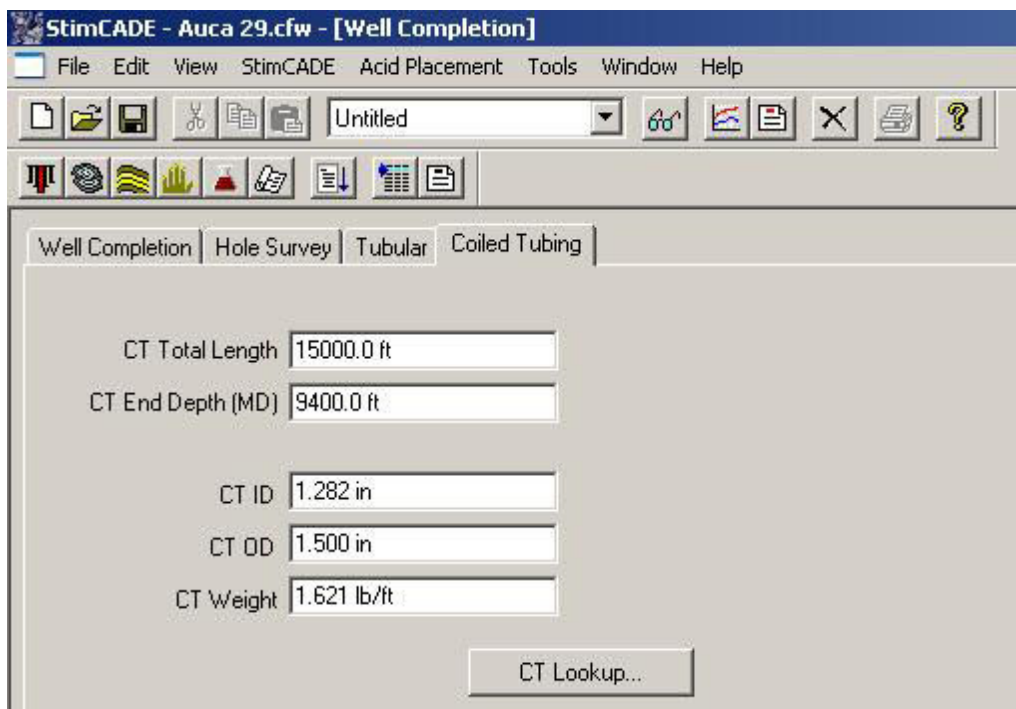 StimCADE - Auca 29.cfw - [Well Completion]
File Edit View StimCADE Acid Placement Tools Window Help
Untitled
Well Completion Hole Survey Tubular Coiled Tubing
CT Total Length 15000.0 ft
CT End Depth (MD) 9400.0 ft
CT ID 1.282 in
CT OD 1.500 in
CT Weight 1.621 lb/ft
CT Lookup...